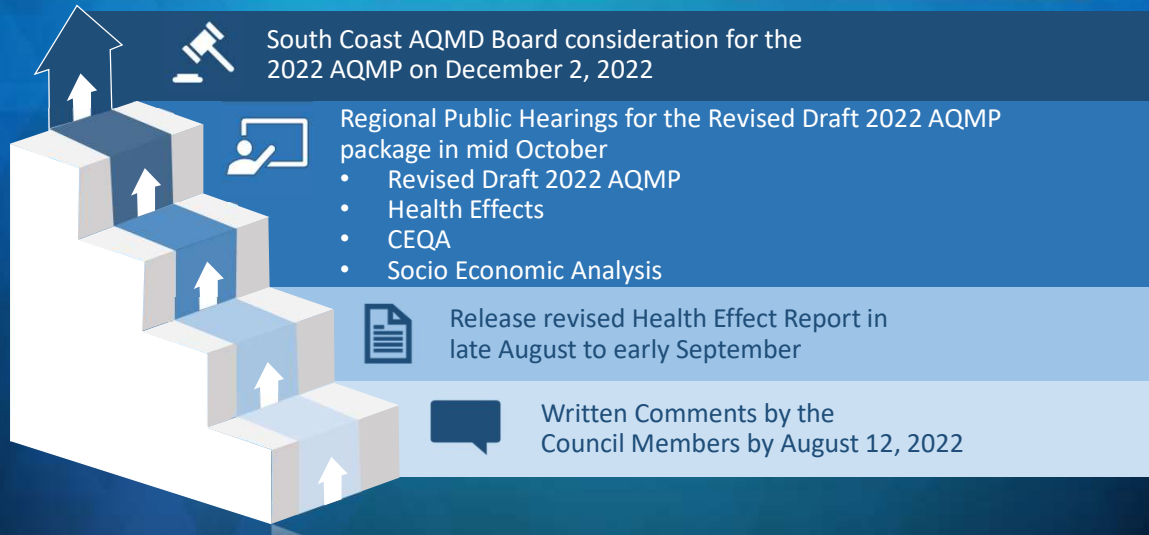 South Coast AQMD Board consideration for the
2022 AQMP on December 2, 2022
Regional Public Hearings for the Revised Draft 2022 AQMP
package in mid October
• Revised Draft 2022 AQMP
• Health Effects
• CEQA
• Socio Economic Analysis
Release revised Health Effect Report in
late August to early September
Written Comments by the
Council Members by August 12, 2022